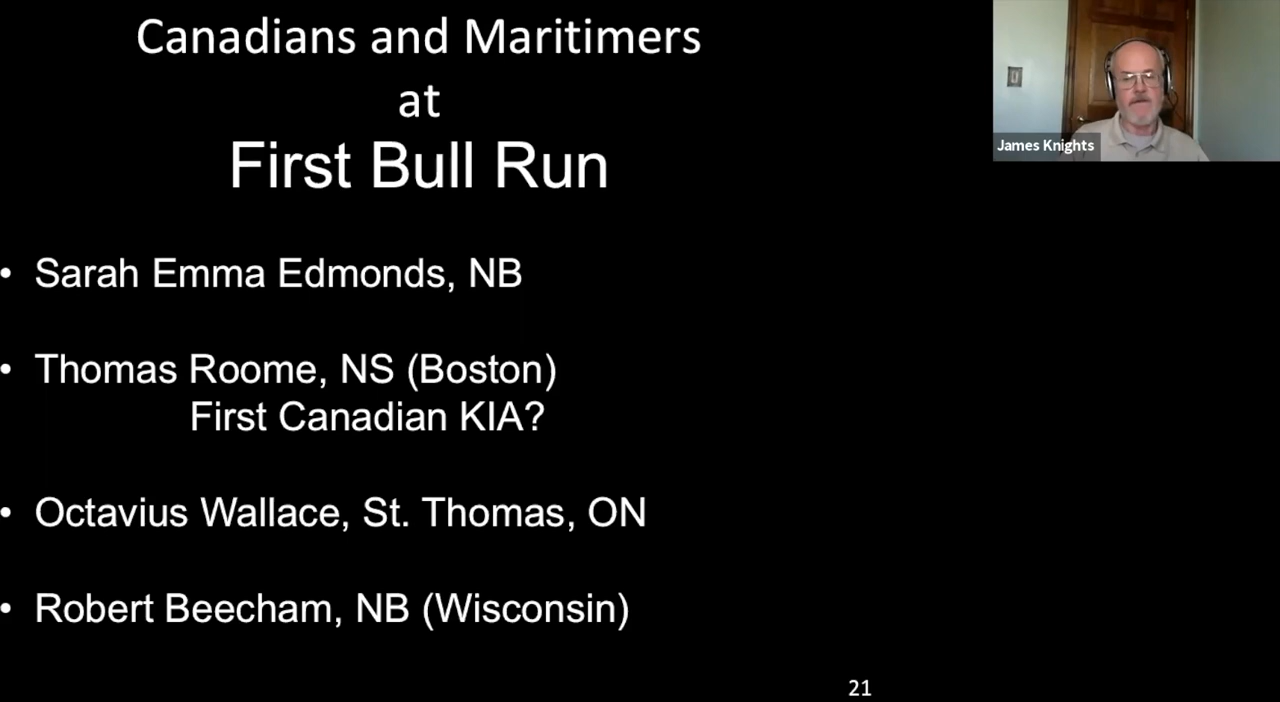 Canadians and Maritimers
at
First Bull Run
• Sarah Emma Edmonds, NB
• Thomas Roome, NS (Boston)
First Canadian KIA?
• Octavius Wallace, St. Thomas, ON
• Robert Beecham, NB (Wisconsin)
21
James Knights